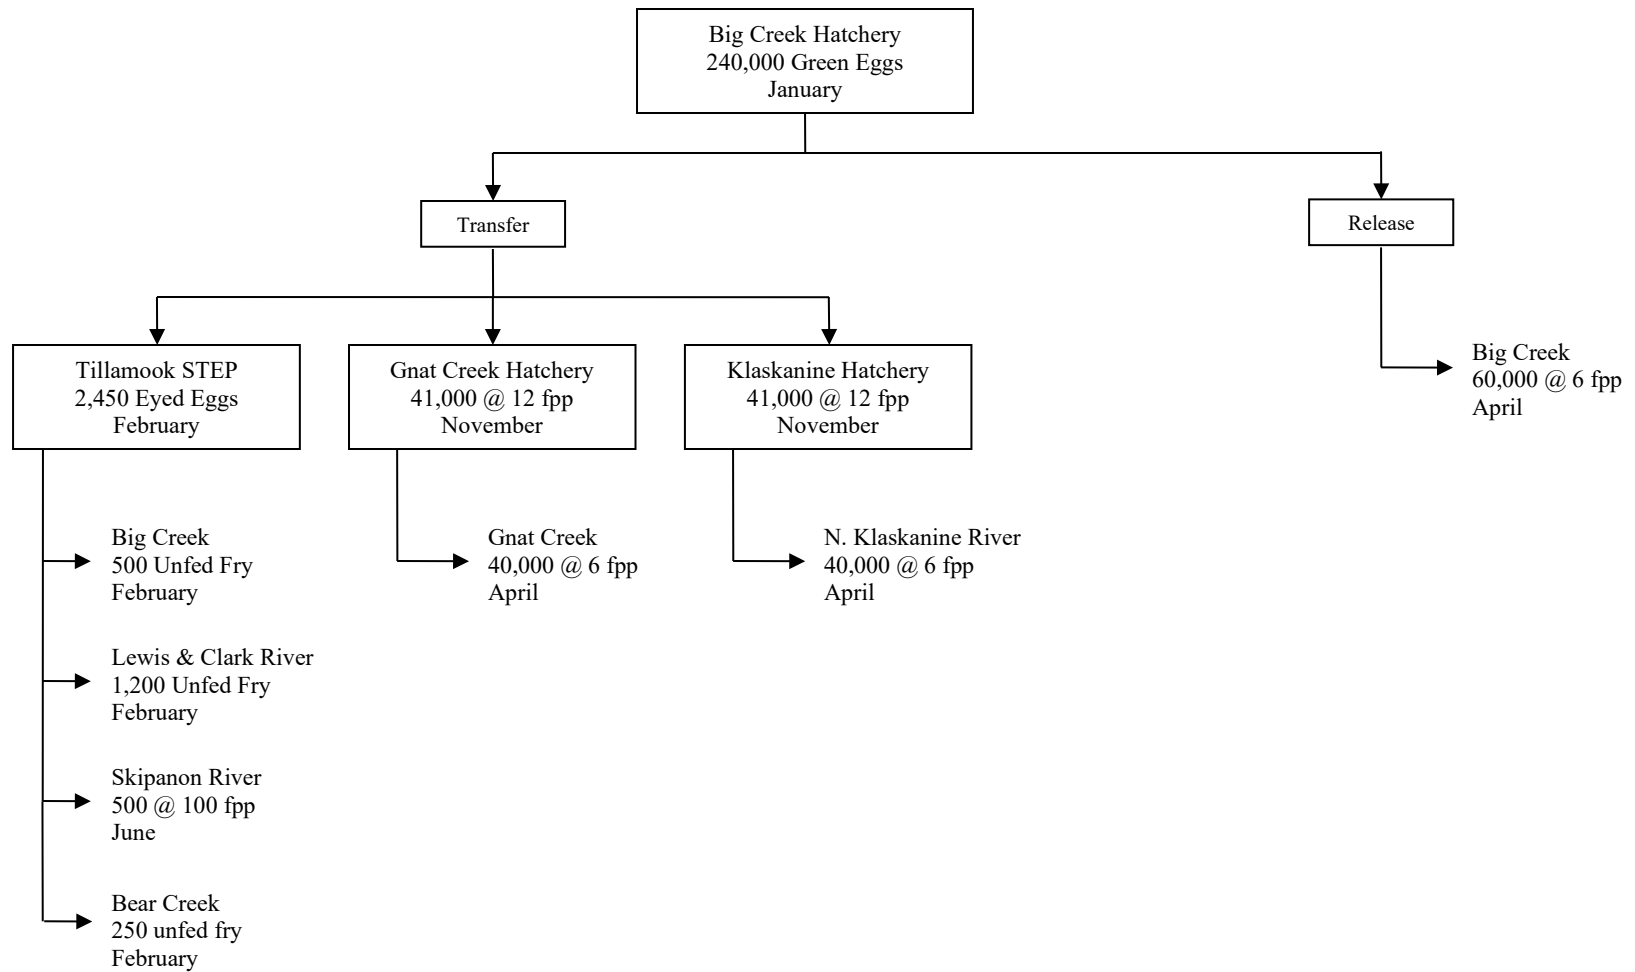 Big Creek Hatchery
240,000 Green Eggs
January
Transfer
Release
Tillamook STEP
2,450 Eyed Eggs
February
Gnat Creek Hatchery
41,000 @ 12 fpp
November
Klaskanine Hatchery
41,000 @ 12 fpp
November
Big Creek
60,000 @ 6 fpp
April
Big Creek
500 Unfed Fry
February
Gnat Creek
40,000 @ 6 fpp
April
N. Klaskanine River
40,000 @ 6 fpp
April
Lewis & Clark River
1,200 Unfed Fry
February
Skipanon River
500 @ 100 fpp
June
Bear Creek
250 unfed fry
February